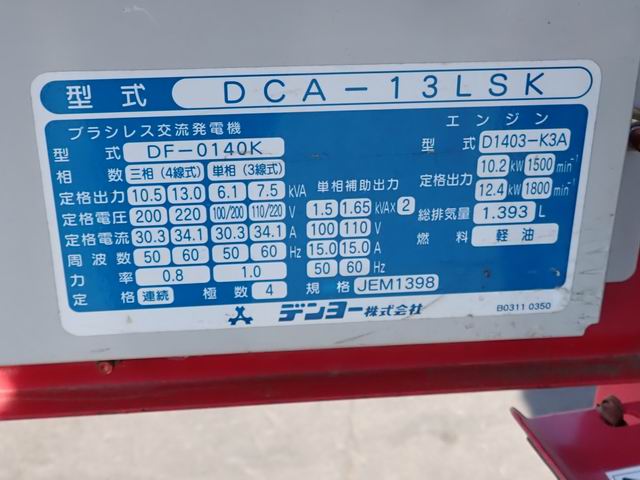 型式 DCA-13LSK
ブラシレス交流発電機
型 式 DF-0140K
相 数 三相(4線式) 単相(3線式)
定格出力 10.5 13.0 6.1 7.5 kVA
定格電圧 200 220 100/200 110/220 V
定格電流 30.3 34.1 30.3 34.1 A
周波数 50 60 50 60 Hz
力 率 0.8 1.0
定 格 連続 極数 4 規格 JEM1398
単相補助出力
1.5 1.65 kVA×2
100 110 V
15.0 15.0 A
50 60 Hz
エンジン
型 式 D1403-K3A
定格出力 10.2 kW 1500 min⁻¹
12.4 kW 1800 min⁻¹
総排気量 1.393 L
燃 料 軽油
デンヨー株式会社
B0311 0350